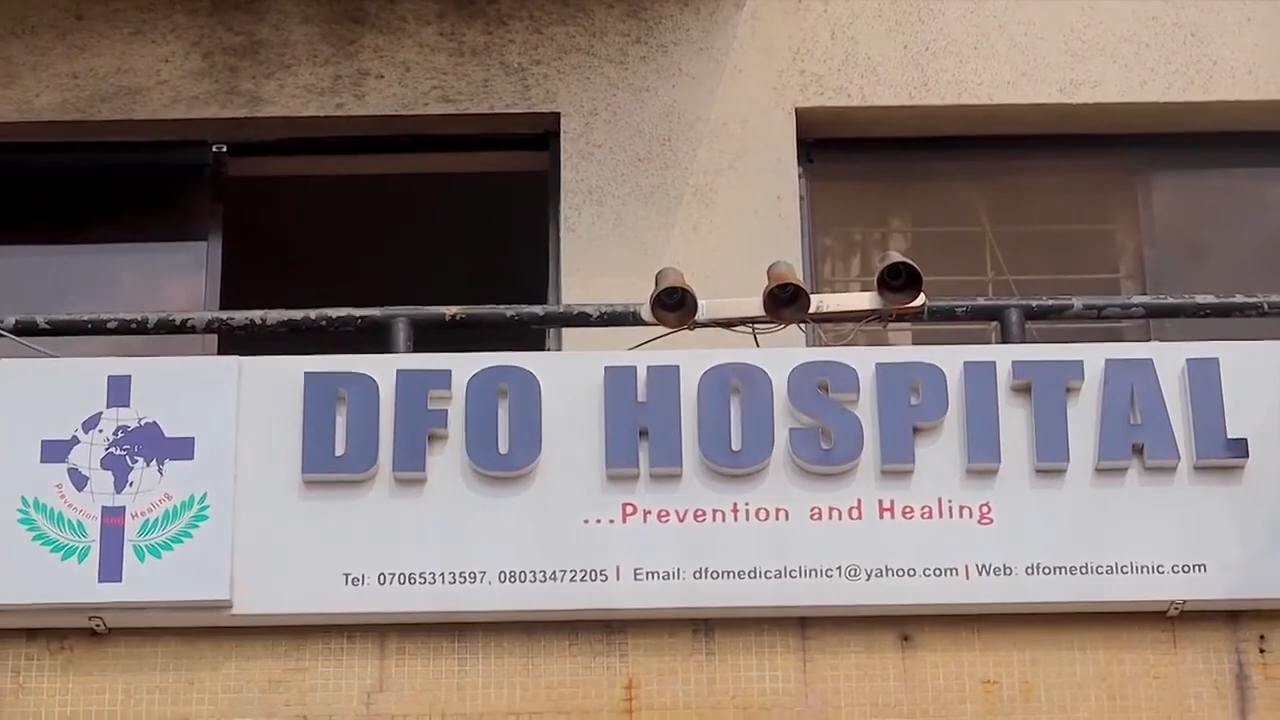 DFO HOSPITAL
...Prevention and Healing
Prevention and Healing
Tel: 07065313597, 08033472205 | Email: dfomedicalclinic1@yahoo.com | Web: dfomedicalclinic.com